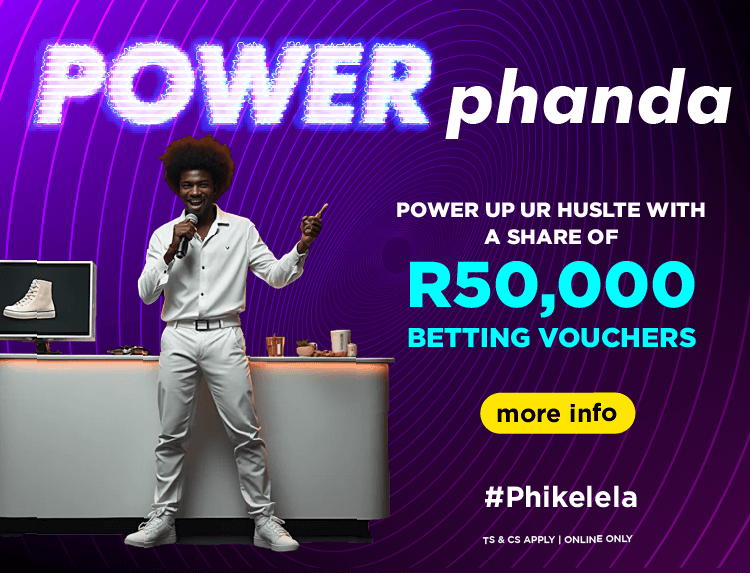 POWER phanda
POWER UP UR HUSLTE WITH
A SHARE OF
R50,000
BETTING VOUCHERS
more info
#Phikelela
TS & CS APPLY | ONLINE ONLY